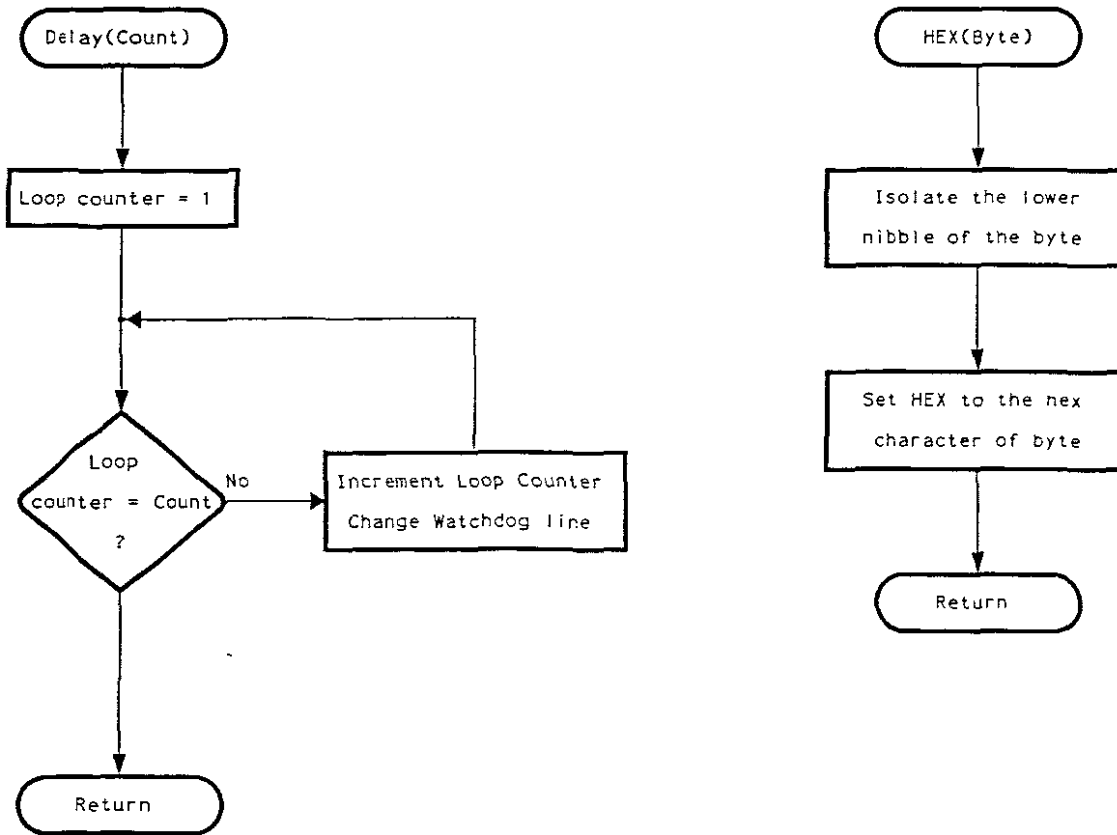 Delay(Count)
Loop counter = 1
Loop
counter = Count
?
No
Increment Loop Counter
Change Watchdog line
Return
HEX(Byte)
Isolate the lower
nibble of the byte
Set HEX to the hex
character of byte
Return